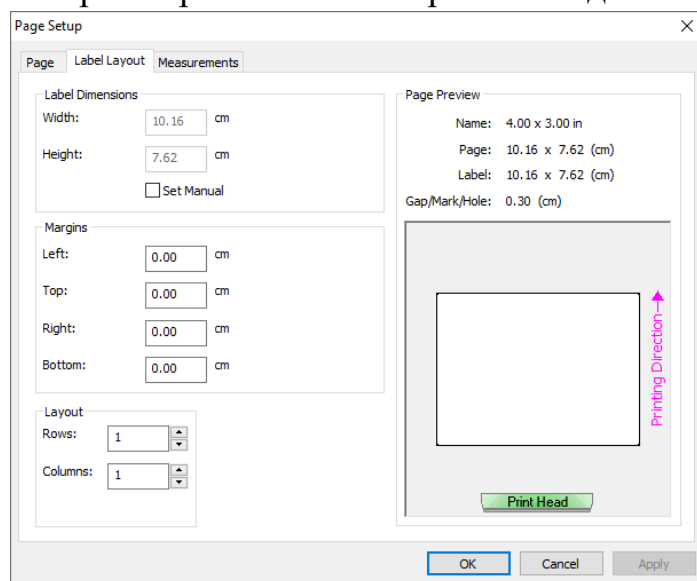 Page Setup
Page Label Layout Measurements
Label Dimensions
Width: 10.16 cm
Height: 7.62 cm
Set Manual
Margins
Left: 0.00 cm
Top: 0.00 cm
Right: 0.00 cm
Bottom: 0.00 cm
Layout
Rows: 1
Columns: 1
Page Preview
Name: 4.00 x 3.00 in
Page: 10.16 x 7.62 (cm)
Label: 10.16 x 7.62 (cm)
Gap/Mark/Hole: 0.30 (cm)
Printing Direction
Print Head
OK Cancel Apply